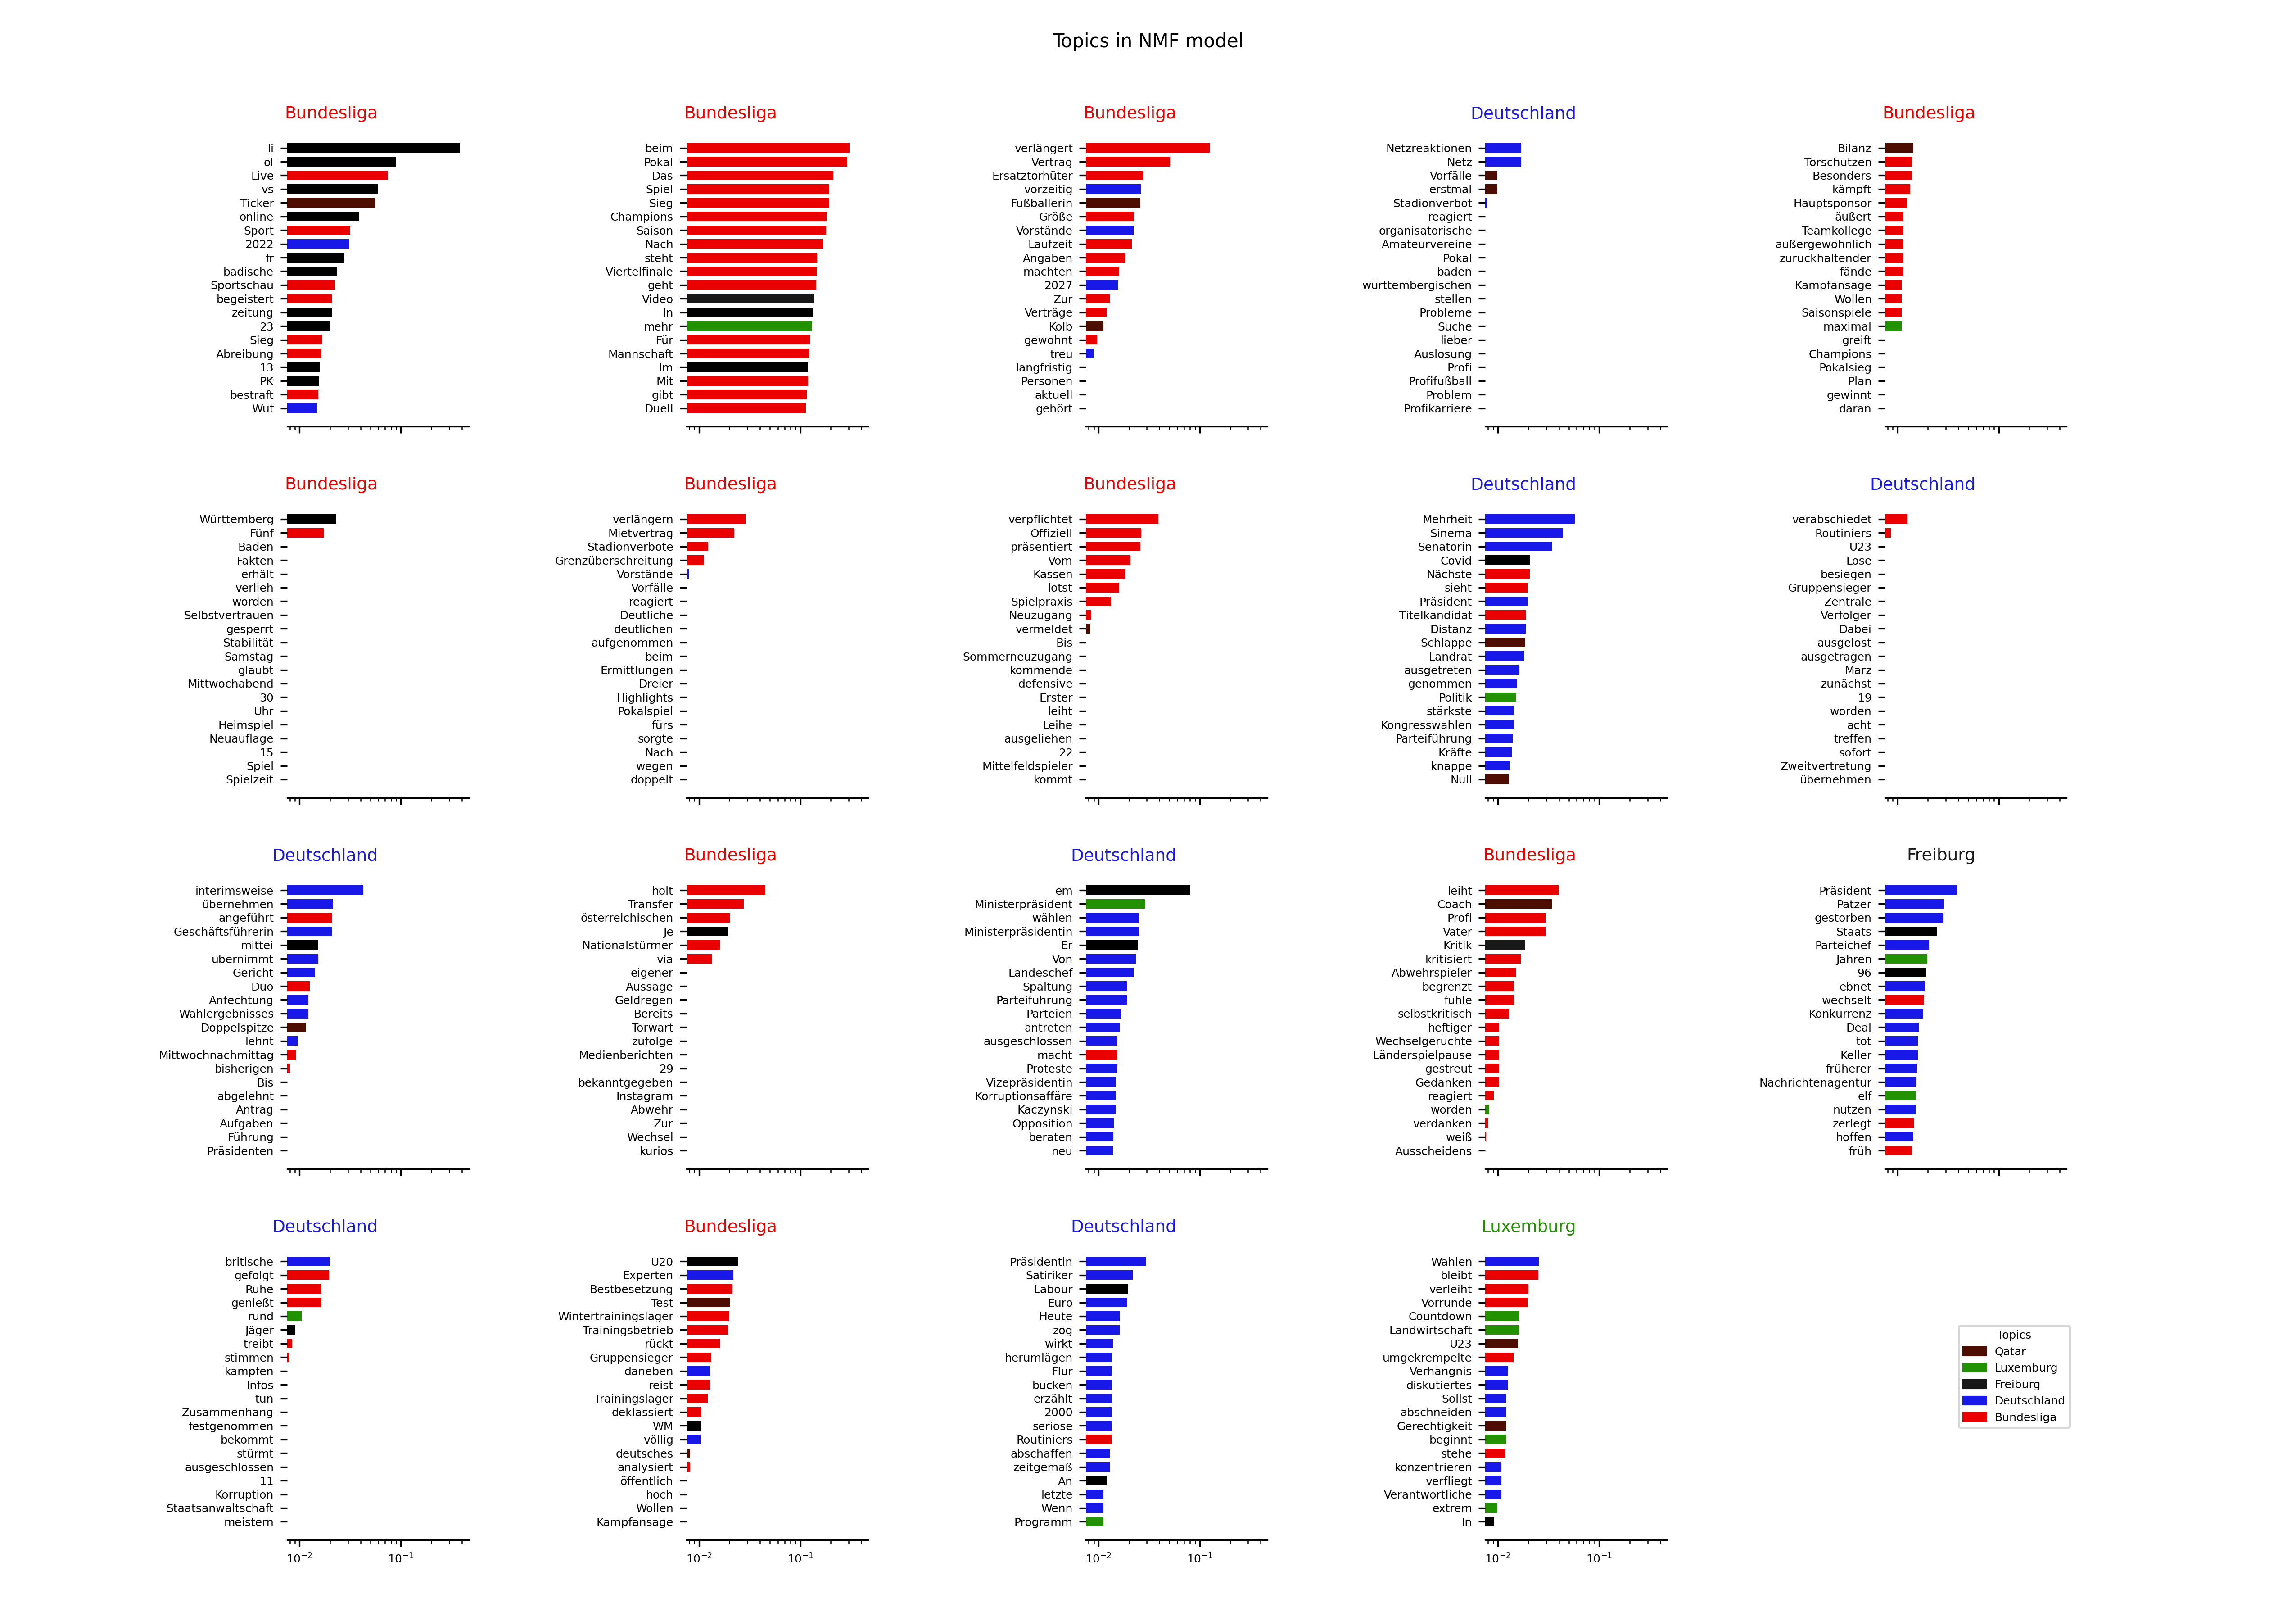 Topics in NMF model
Bundesliga
li
ol
Live
vs
Ticker
online
Sport
2022
fr
badische
Sportschau
begeistert
zeitung
23
Sieg
Abreibung
13
PK
bestraft
Wut
Bundesliga
beim
Pokal
Das
Spiel
Sieg
Champions
Saison
Nach
steht
Viertelfinale
geht
Video
In
mehr
Für
Mannschaft
Im
Mit
gibt
Duell
Bundesliga
verlängert
Vertrag
Ersatztorhüter
vorzeitig
Fußballerin
Größe
Vorstände
Laufzeit
Angaben
machten
2027
Zur
Verträge
Kolb
gewohnt
treu
langfristig
Personen
aktuell
gehört
Deutschland
Netzreaktionen
Netz
Vorfälle
erstmal
Stadionverbot
reagiert
organisatorische
Amateurvereine
Pokal
baden
württembergischen
stellen
Probleme
Suche
lieber
Auslosung
Profi
Profifußball
Problem
Profikarriere
Bundesliga
Bilanz
Torschützen
Besonders
kämpft
Hauptsponsor
äußert
Teamkollege
außergewöhnlich
zurückhaltender
fände
Kampfansage
Wollen
Saisonspiele
maximal
greift
Champions
Pokalsieg
Plan
gewinnt
daran
Bundesliga
Württemberg
Fünf
Baden
Fakten
erhält
verlieh
worden
Selbstvertrauen
gesperrt
Stabilität
Samstag
glaubt
Mittwochabend
30
Uhr
Heimspiel
Neuauflage
15
Spiel
Spielzeit
Bundesliga
verlängern
Mietvertrag
Stadionverbote
Grenzüberschreitung
Vorstände
Vorfälle
reagiert
Deutliche
deutlichen
aufgenommen
beim
Ermittlungen
Dreier
Highlights
Pokalspiel
fürs
sorgte
Nach
wegen
doppelt
Bundesliga
verpflichtet
Offiziell
präsentiert
Vom
Kassen
lotst
Spielpraxis
Neuzugang
vermeldet
Bis
Sommerneuzugang
kommende
defensive
Erster
leiht
Leihe
ausgeliehen
22
Mittelfeldspieler
kommt
Deutschland
Mehrheit
Sinema
Senatorin
Covid
Nächste
sieht
Präsident
Titelkandidat
Distanz
Schlappe
Landrat
ausgetreten
genommen
Politik
stärkste
Kongresswahlen
Parteiführung
Kräfte
knappe
Null
Deutschland
verabschiedet
Routiniers
U23
Lose
besiegen
Gruppensieger
Zentrale
Verfolger
Dabei
ausgelost
ausgetragen
März
zunächst
19
worden
acht
treffen
sofort
Zweitvertretung
übernehmen
Deutschland
interimsweise
übernehmen
angeführt
Geschäftsführerin
mittei
übernimmt
Gericht
Duo
Anfechtung
Wahlergebnisses
Doppelspitze
lehnt
Mittwochnachmittag
bisherigen
Bis
abgelehnt
Antrag
Aufgaben
Führung
Präsidenten
Bundesliga
holt
Transfer
österreichischen
Je
Nationalstürmer
via
eigener
Aussage
Geldregen
Bereits
Torwart
zufolge
Medienberichten
29
bekanntgegeben
Instagram
Abwehr
Zur
Wechsel
kurios
Deutschland
em
Ministerpräsident
wählen
Ministerpräsidentin
Er
Von
Landeschef
Spaltung
Parteiführung
Parteien
antreten
ausgeschlossen
macht
Proteste
Vizepräsidentin
Korruptionsaffäre
Kaczynski
Opposition
beraten
neu
Bundesliga
leiht
Coach
Profi
Vater
Kritik
kritisiert
Abwehrspieler
begrenzt
fühle
selbstkritisch
heftiger
Wechselgerüchte
Länderspielpause
gestreut
Gedanken
reagiert
worden
verdanken
weiß
Ausscheidens
Freiburg
Präsident
Patzer
gestorben
Staats
Parteichef
Jahren
96
ebnet
wechselt
Konkurrenz
Deal
tot
Keller
früherer
Nachrichtenagentur
elf
nutzen
zerlegt
hoffen
früh
Deutschland
britische
gefolgt
Ruhe
genießt
rund
Jäger
treibt
stimmen
kämpfen
Infos
tun
Zusammenhang
festgenommen
bekommt
stürmt
ausgeschlossen
11
Korruption
Staatsanwaltschaft
meistern
10⁻² 10⁻¹
Bundesliga
U20
Experten
Bestbesetzung
Test
Wintertrainingslager
Trainingsbetrieb
rückt
Gruppensieger
daneben
reist
Trainingslager
deklassiert
WM
völlig
deutsches
analysiert
öffentlich
hoch
Wollen
Kampfansage
10⁻² 10⁻¹
Deutschland
Präsidentin
Satiriker
Labour
Euro
Heute
zog
wirkt
herumlägen
Flur
bücken
erzählt
2000
seriöse
Routiniers
abschaffen
zeitgemäß
An
letzte
Wenn
Programm
10⁻² 10⁻¹
Luxemburg
Wahlen
bleibt
verleiht
Vorrunde
Countdown
Landwirtschaft
U23
umgekrempelte
Verhängnis
diskutiertes
Sollst
abschneiden
Gerechtigkeit
beginnt
stehe
konzentrieren
verfliegt
Verantwortliche
extrem
In
10⁻² 10⁻¹
Topics
Qatar
Luxemburg
Freiburg
Deutschland
Bundesliga